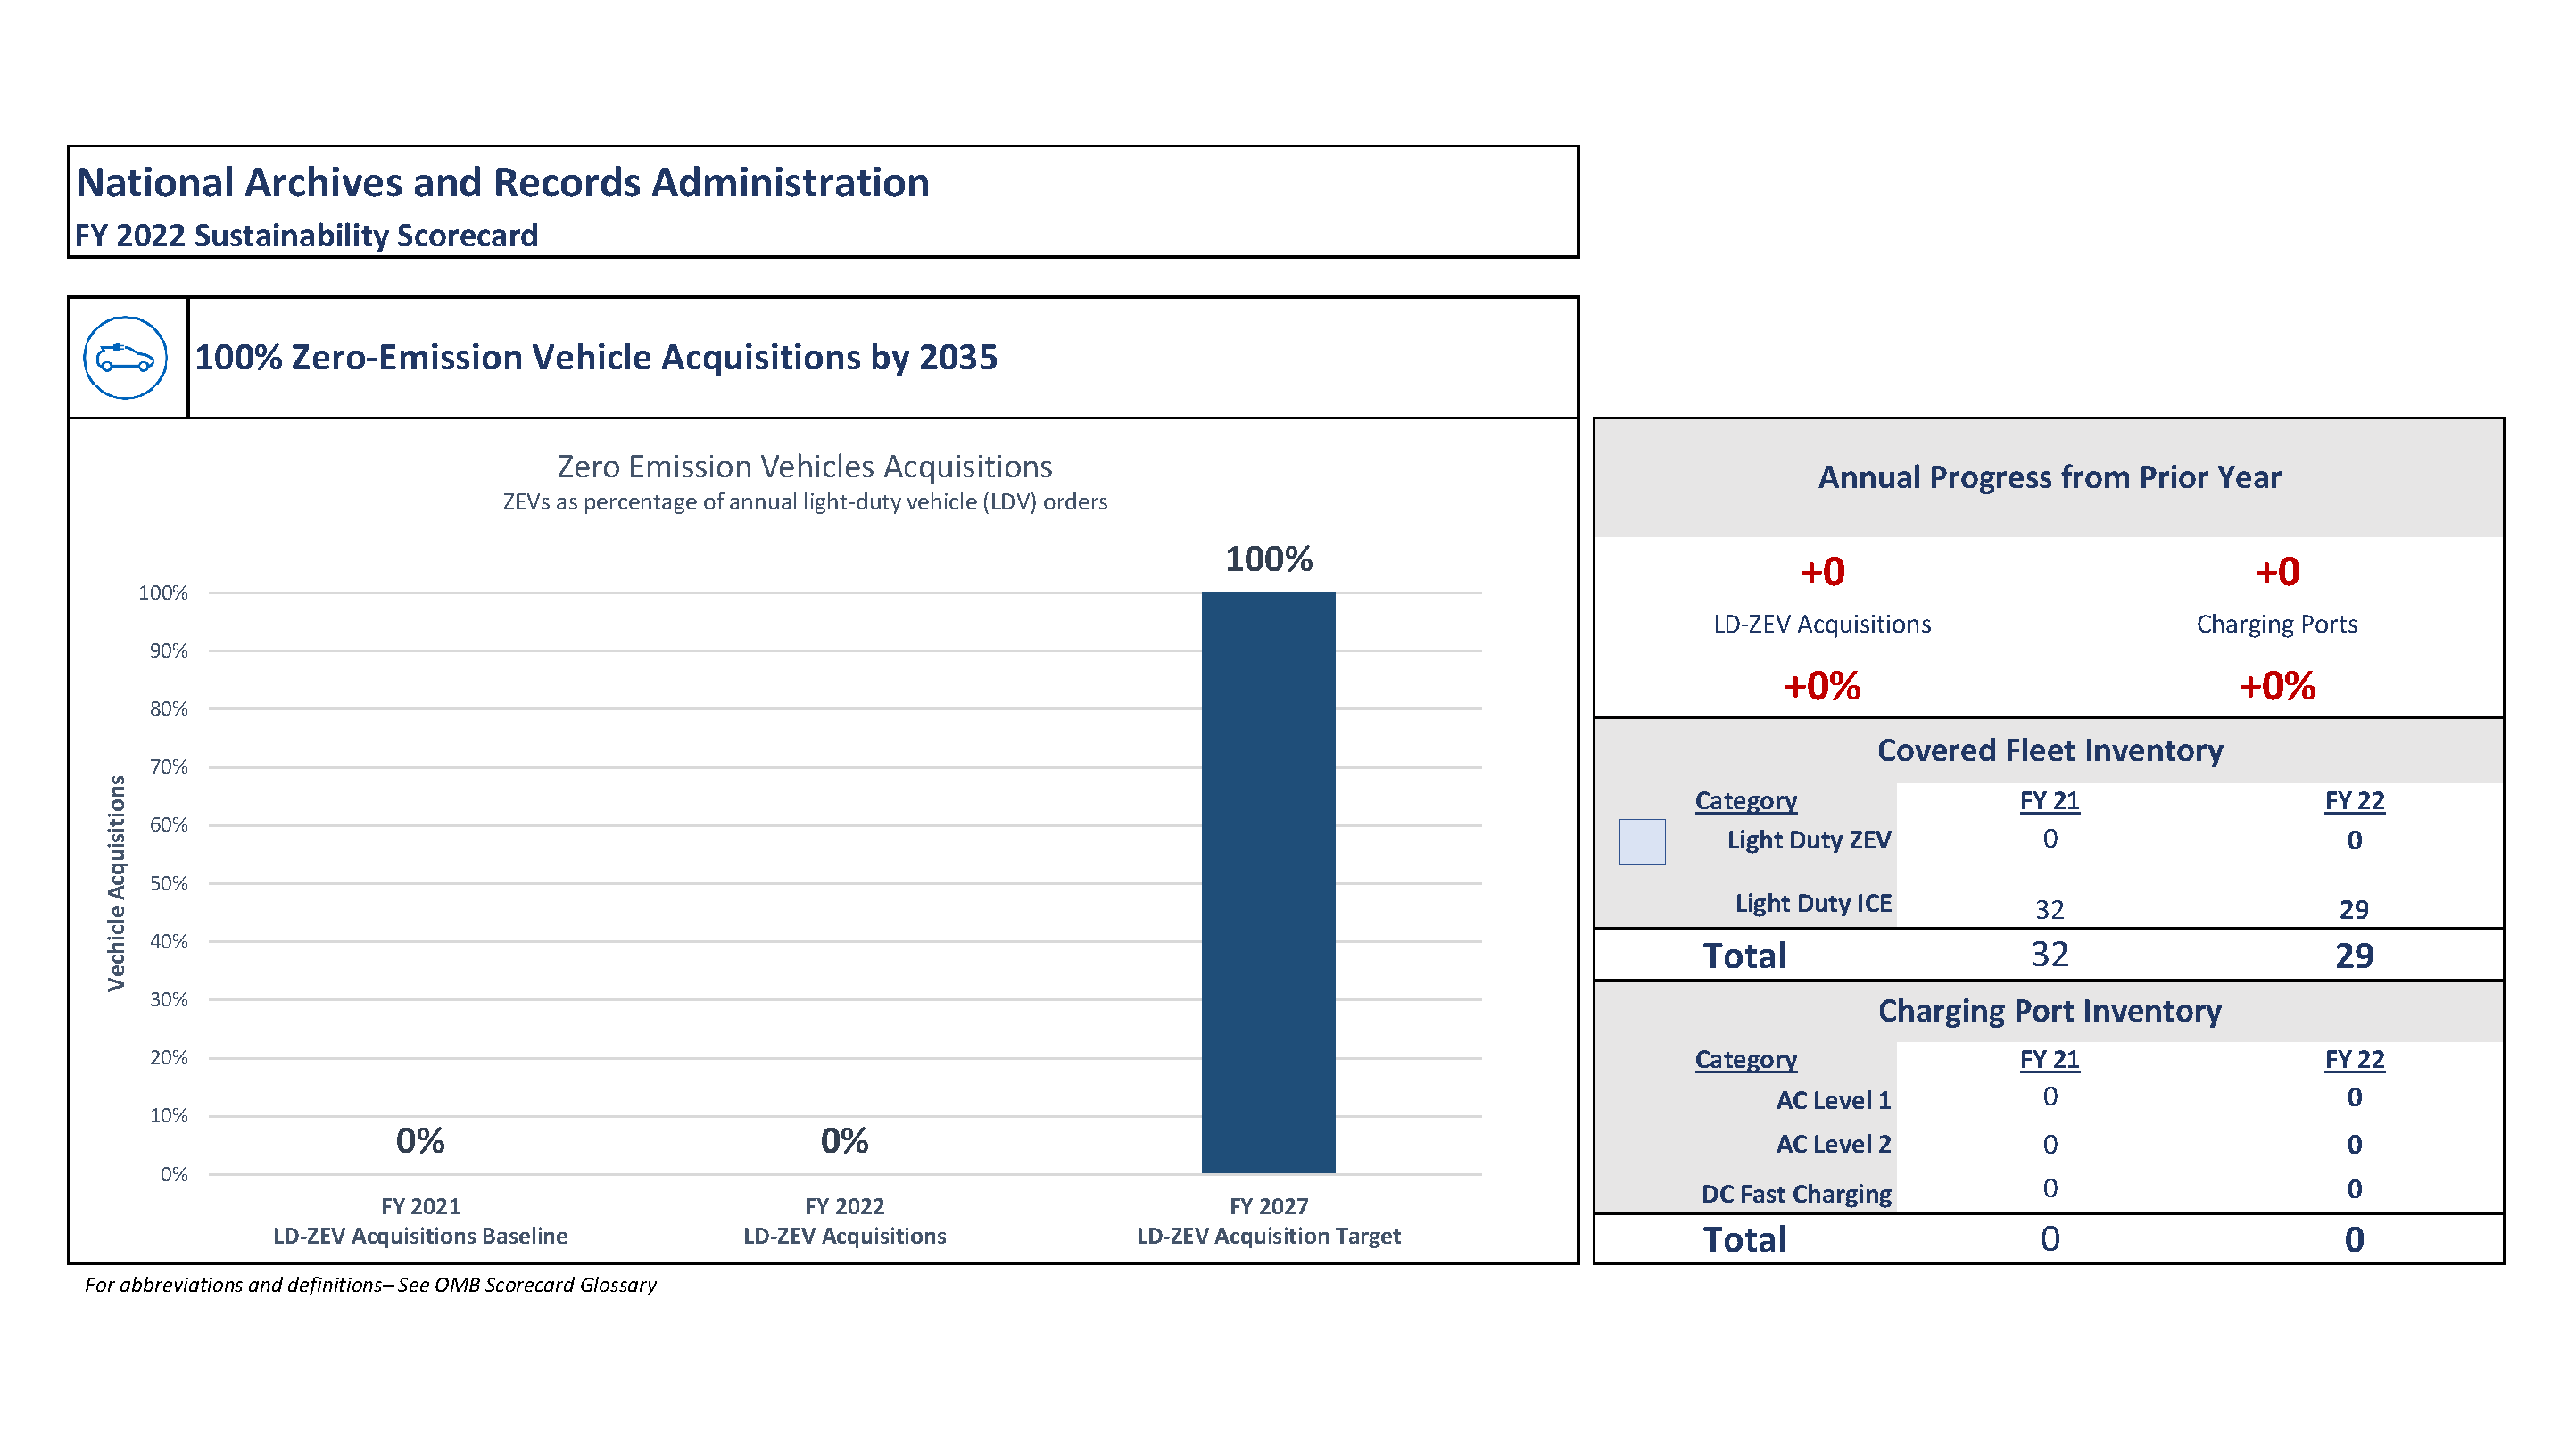 National Archives and Records Administration
FY 2022 Sustainability Scorecard
100% Zero-Emission Vehicle Acquisitions by 2035
Zero Emission Vehicles Acquisitions
ZEVs as percentage of annual light-duty vehicle (LDV) orders
Vechicle Acquisitions
100%
90%
80%
70%
60%
50%
40%
30%
20%
10%
0%
0%
0%
100%
FY 2021
LD-ZEV Acquisitions Baseline
FY 2022
LD-ZEV Acquisitions
FY 2027
LD-ZEV Acquisition Target
For abbreviations and definitions– See OMB Scorecard Glossary
Annual Progress from Prior Year
+0 +0
LD-ZEV Acquisitions Charging Ports
+0% +0%
Covered Fleet Inventory
Category FY 21 FY 22
Light Duty ZEV 0 0
Light Duty ICE 32 29
Total 32 29
Charging Port Inventory
Category FY 21 FY 22
AC Level 1 0 0
AC Level 2 0 0
DC Fast Charging 0 0
Total 0 0